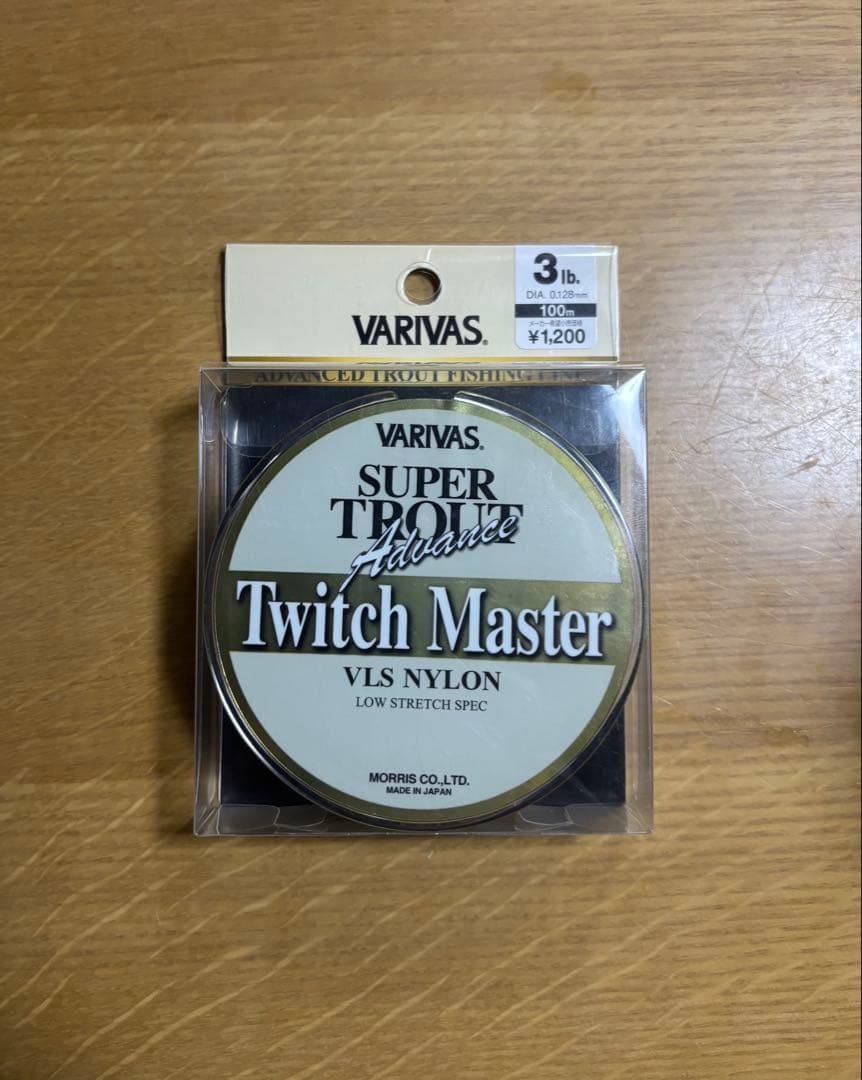 3 lb.
DIA. 0.128mm
100m
メーカー希望小売価格
¥1,200
VARIVAS®
ADVANCED TROUT FISHING LINE
VARIVAS®
SUPER
TROUT
Advance
Twitch Master
VLS NYLON
LOW STRETCH SPEC
MORRIS CO.,LTD.
MADE IN JAPAN